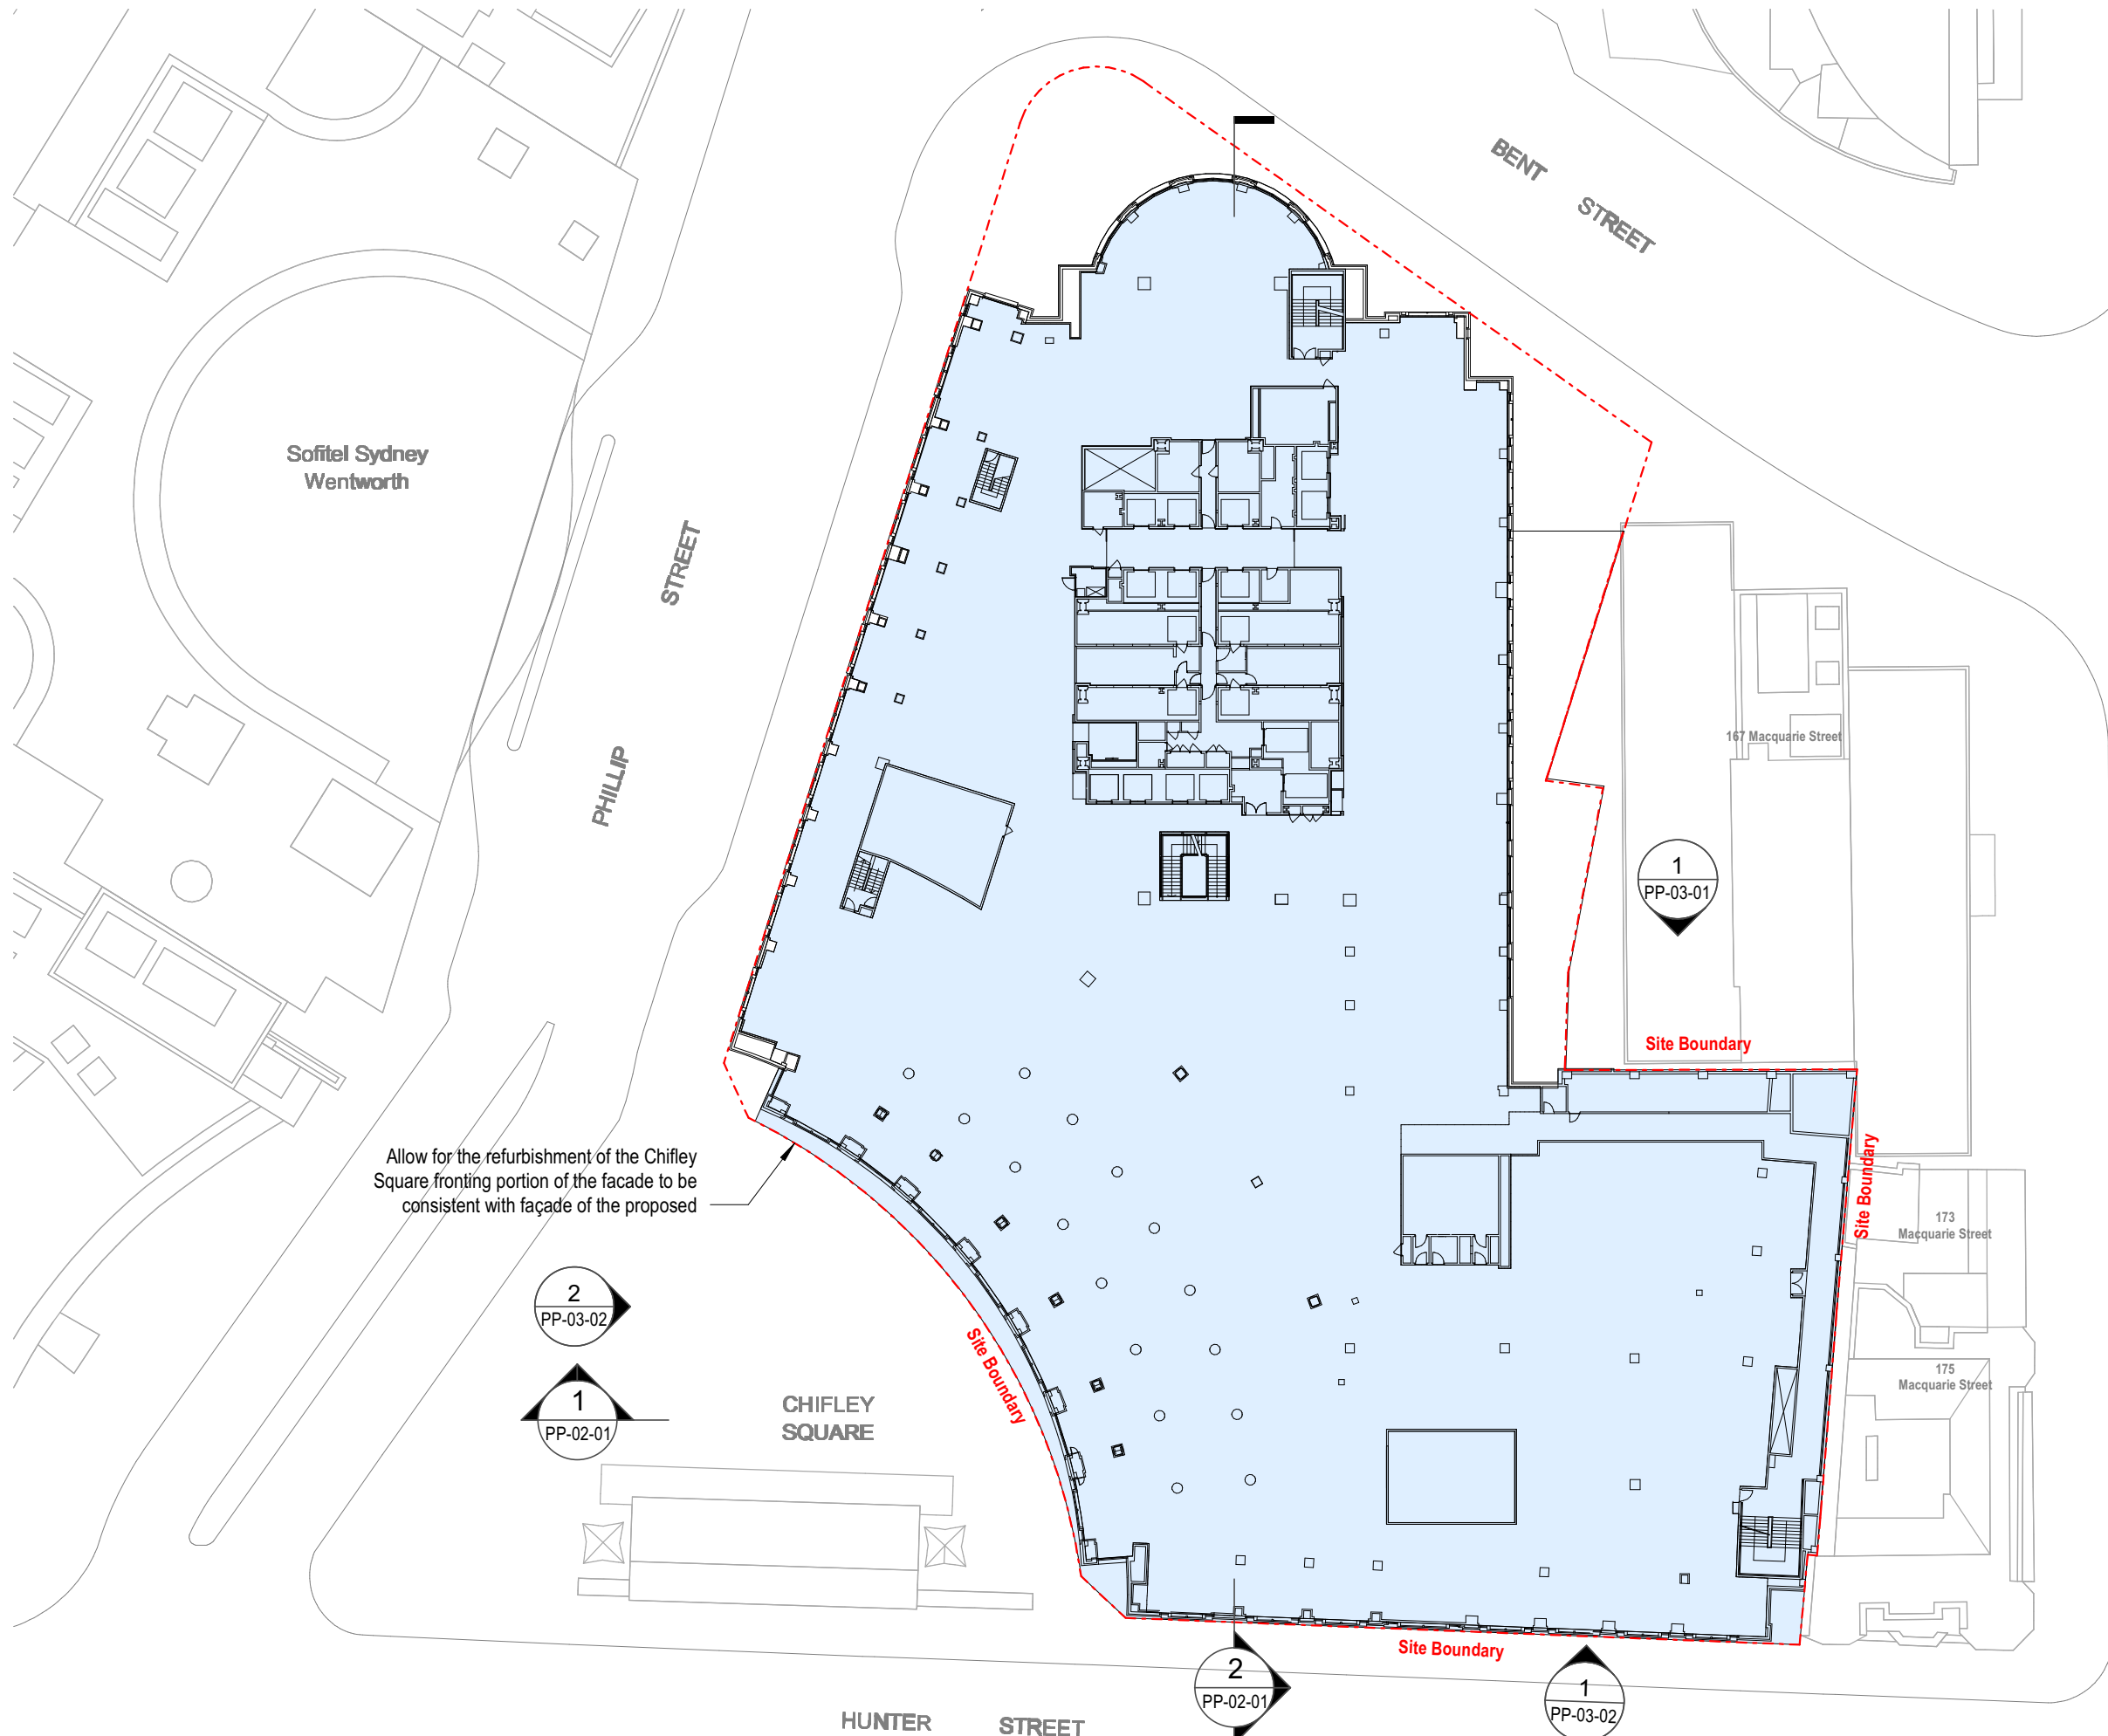 BENT
STREET
Sofitel Sydney
Wentworth
STREET
PHILLIP
167 Macquarie Street
1
PP-03-01
Site Boundary
Site Boundary
173
Macquarie Street
Allow for the refurbishment of the Chifley
Square fronting portion of the facade to be
consistent with façade of the proposed
2
PP-03-02
Site Boundary
175
Macquarie Street
1
PP-02-01
CHIFLEY
SQUARE
Site Boundary
2
PP-02-01
1
PP-03-02
HUNTER STREET